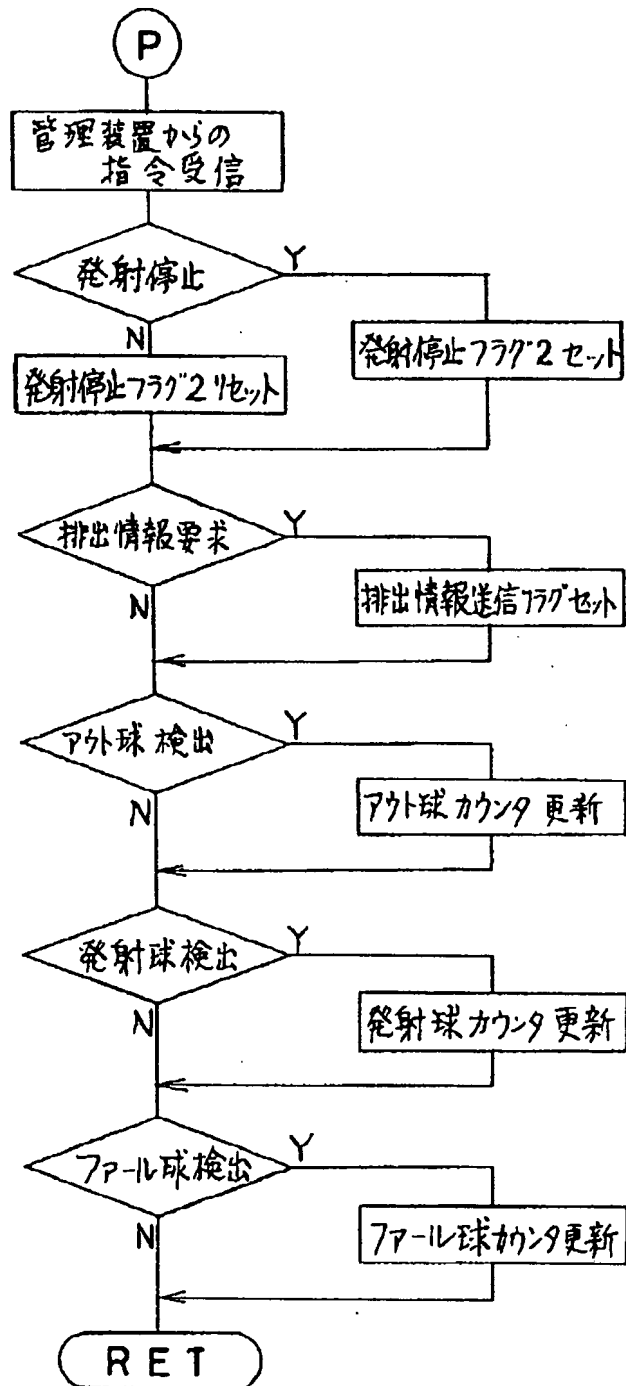 P
管理装置からの
指令受信
発射停止
Y
N
発射停止フラグ2セット
発射停止フラグ2リセット
排出情報要求
Y
N
排出情報送信フラグセット
アウト球検出
Y
N
アウト球カウンタ更新
発射球検出
Y
N
発射球カウンタ更新
ファール球検出
Y
N
ファール球カウンタ更新
RET